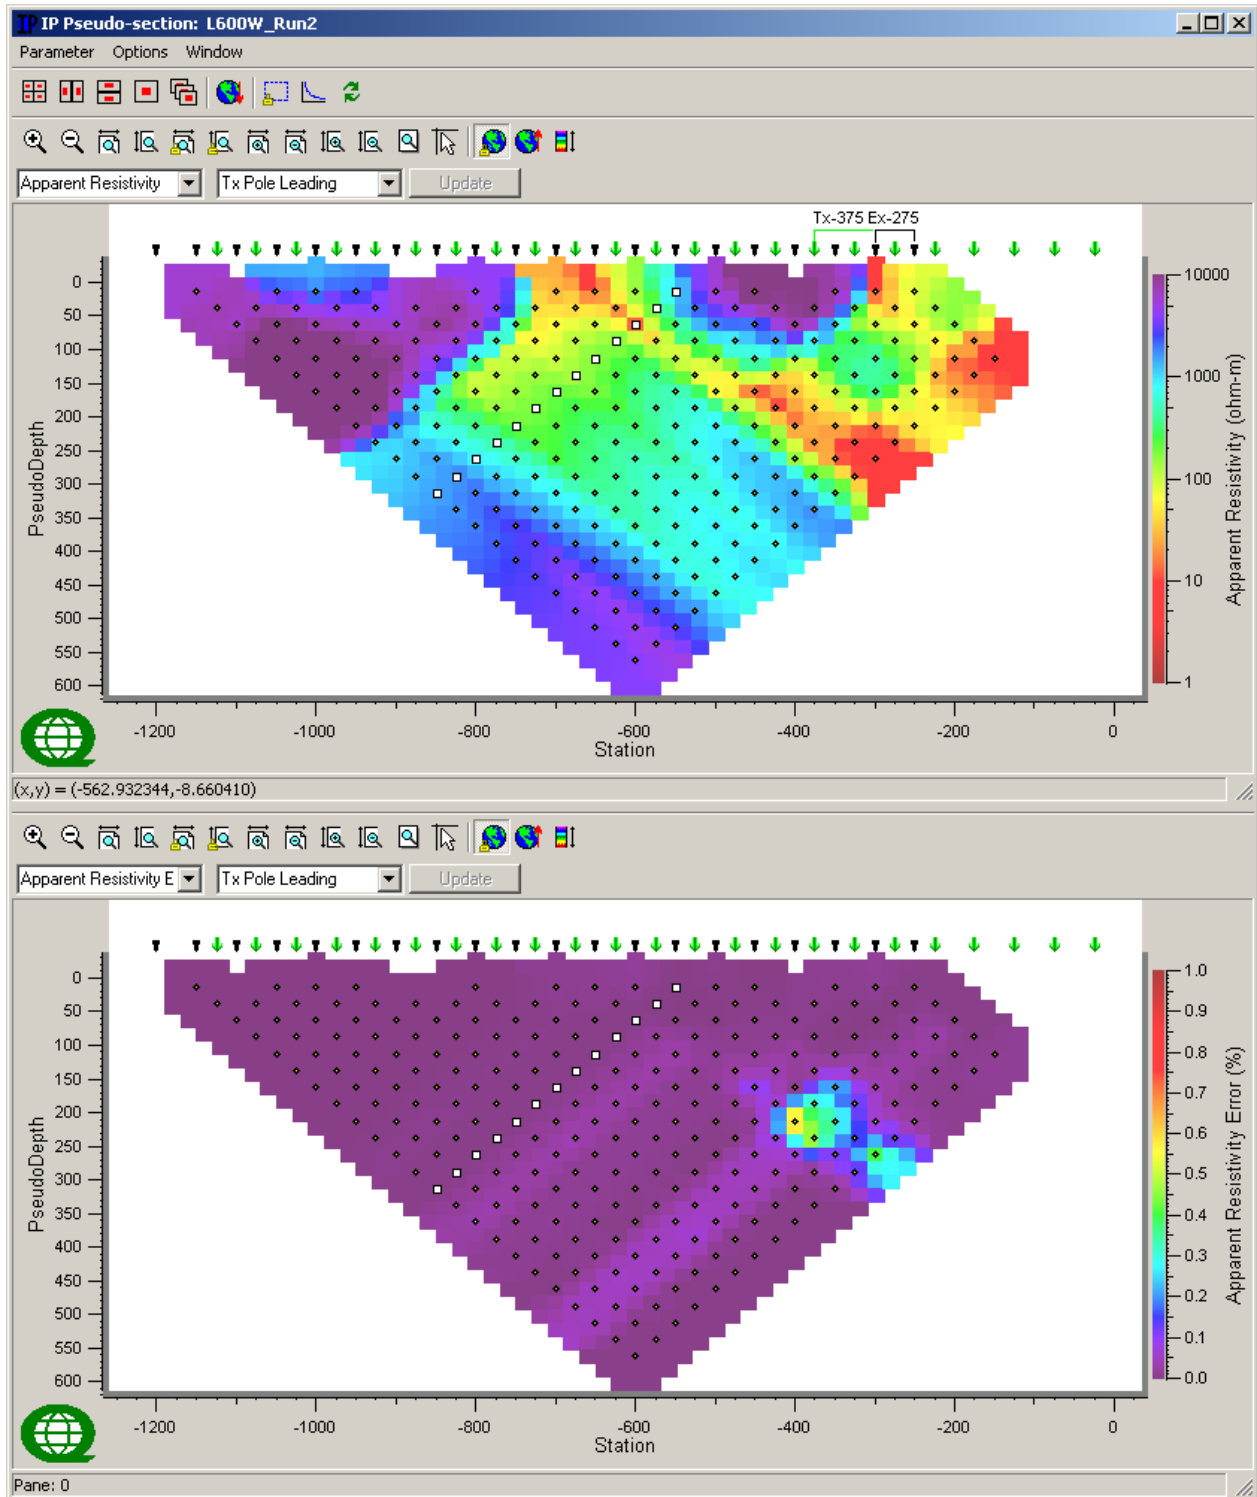 IP IP Pseudo-section: L600W_Run2
Parameter Options Window
Apparent Resistivity Tx Pole Leading Update
Tx-375 Ex-275
0
50
100
150
200
250
300
350
400
450
500
550
600
PseudoDepth
10000
1000
100
10
1
Apparent Resistivity (ohm-m)
-1200 -1000 -800 -600 -400 -200 0
Station
(x,y) = (-562.932344,-8.660410)
Apparent Resistivity E Tx Pole Leading Update
0
50
100
150
200
250
300
350
400
450
500
550
600
PseudoDepth
1.0
0.9
0.8
0.7
0.6
0.5
0.4
0.3
0.2
0.1
0.0
Apparent Resistivity Error (%)
-1200 -1000 -800 -600 -400 -200 0
Station
Pane: 0